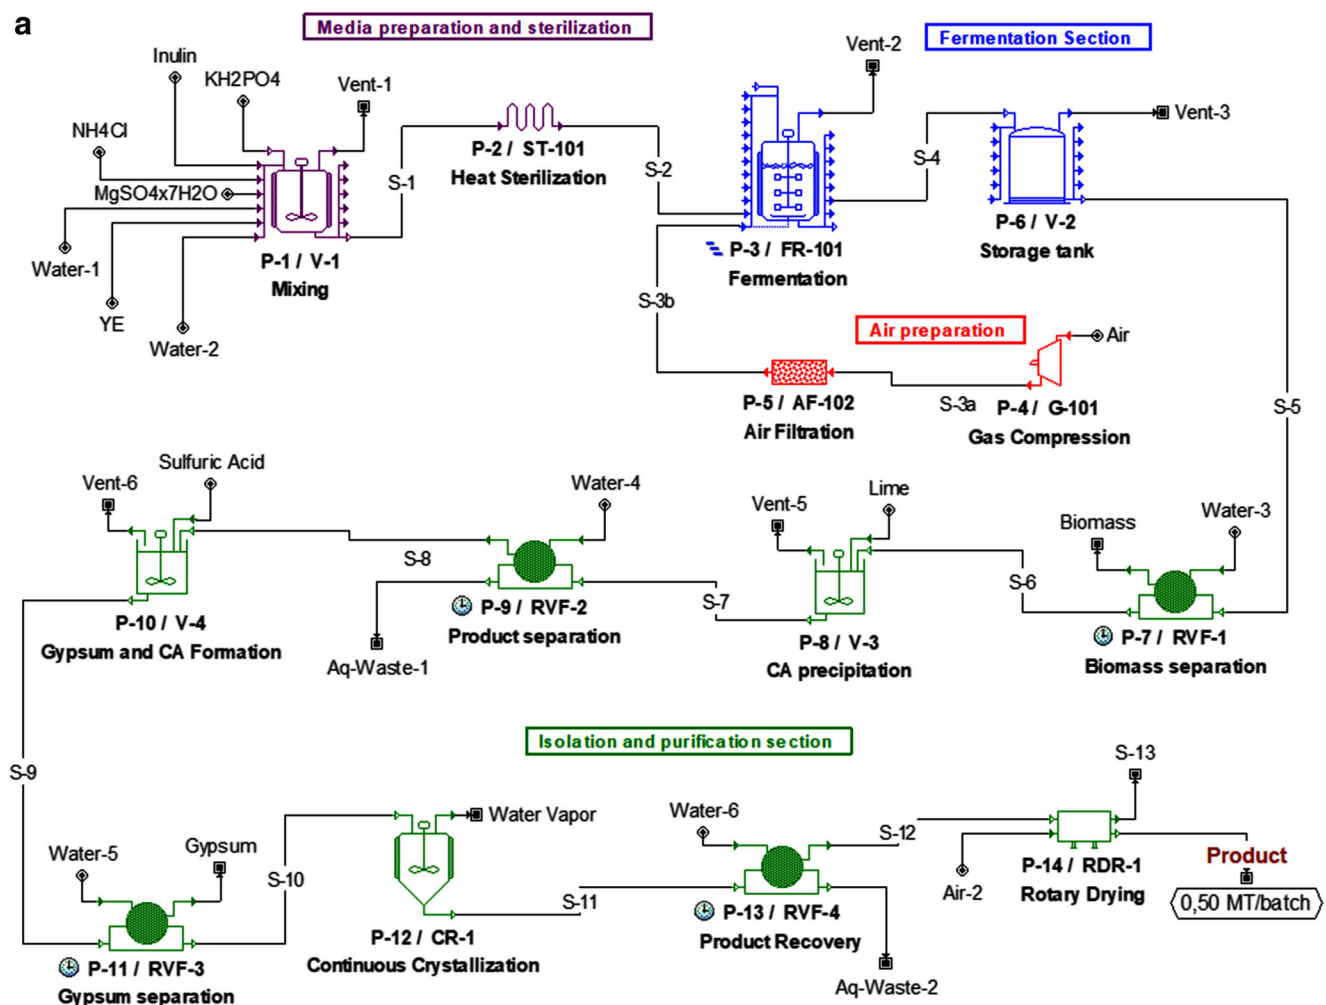 a
Media preparation and sterilization
Fermentation Section
Inulin
KH2PO4
Vent-1
NH4Cl
MgSO4x7H2O
Water-1
YE
Water-2
P-1 / V-1
Mixing
S-1
P-2 / ST-101
Heat Sterilization
S-2
Vent-2
P-3 / FR-101
Fermentation
S-4
Vent-3
P-6 / V-2
Storage tank
S-3b
Air preparation
Air
P-5 / AF-102
Air Filtration
S-3a
P-4 / G-101
Gas Compression
S-5
Vent-6
Sulfuric Acid
P-10 / V-4
Gypsum and CA Formation
S-8
Water-4
P-9 / RVF-2
Product separation
Aq-Waste-1
S-7
Vent-5
Lime
P-8 / V-3
CA precipitation
S-6
Biomass
Water-3
P-7 / RVF-1
Biomass separation
Isolation and purification section
S-9
Water-5
Gypsum
P-11 / RVF-3
Gypsum separation
S-10
Water Vapor
P-12 / CR-1
Continuous Crystallization
S-11
Water-6
P-13 / RVF-4
Product Recovery
S-12
Aq-Waste-2
Air-2
S-13
P-14 / RDR-1
Rotary Drying
Product
0,50 MT/batch